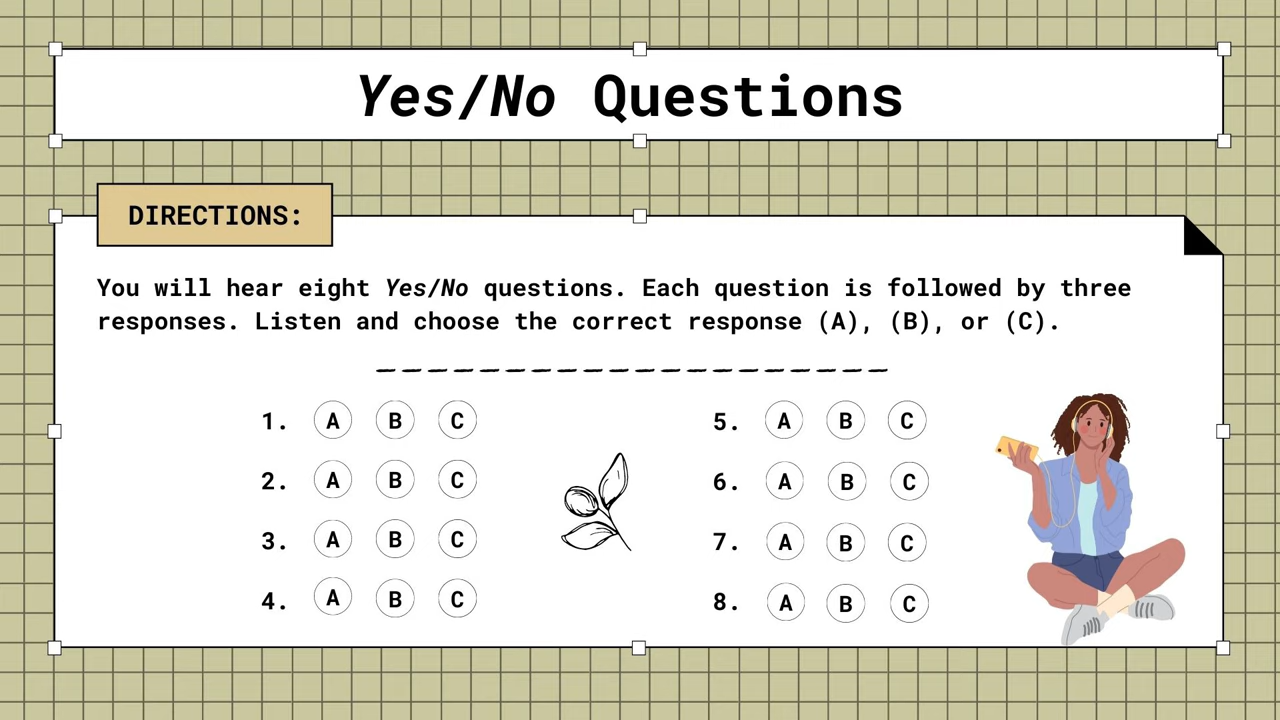 Yes/No Questions
DIRECTIONS:
You will hear eight Yes/No questions. Each question is followed by three
responses. Listen and choose the correct response (A), (B), or (C).
1. A B C
2. A B C
3. A B C
4. A B C
5. A B C
6. A B C
7. A B C
8. A B C